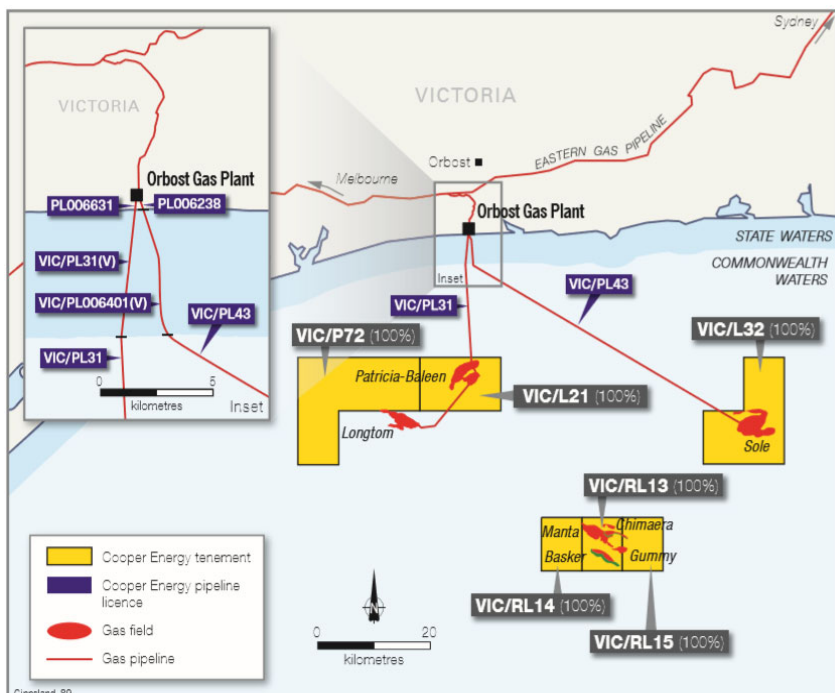 Sydney
VICTORIA
VICTORIA
EASTERN GAS PIPELINE
Orbost
Melbourne
Orbost Gas Plant
PL006631
PL006238
Orbost Gas Plant
STATE WATERS
COMMONWEALTH
WATERS
VIC/PL31(V)
Inset
VIC/PL006401(V)
VIC/PL31
VIC/PL43
VIC/PL43
VIC/PL31
VIC/P72 (100%)
VIC/L32 (100%)
0 5
kilometres
Inset
Patricia-Baleen
VIC/L21 (100%)
Longtom
Sole
VIC/RL13 (100%)
Manta
Chimaera
Basker
Gummy
VIC/RL14 (100%)
VIC/RL15 (100%)
Cooper Energy tenement
Cooper Energy pipeline
licence
Gas field
Gas pipeline
N
0 20
kilometres